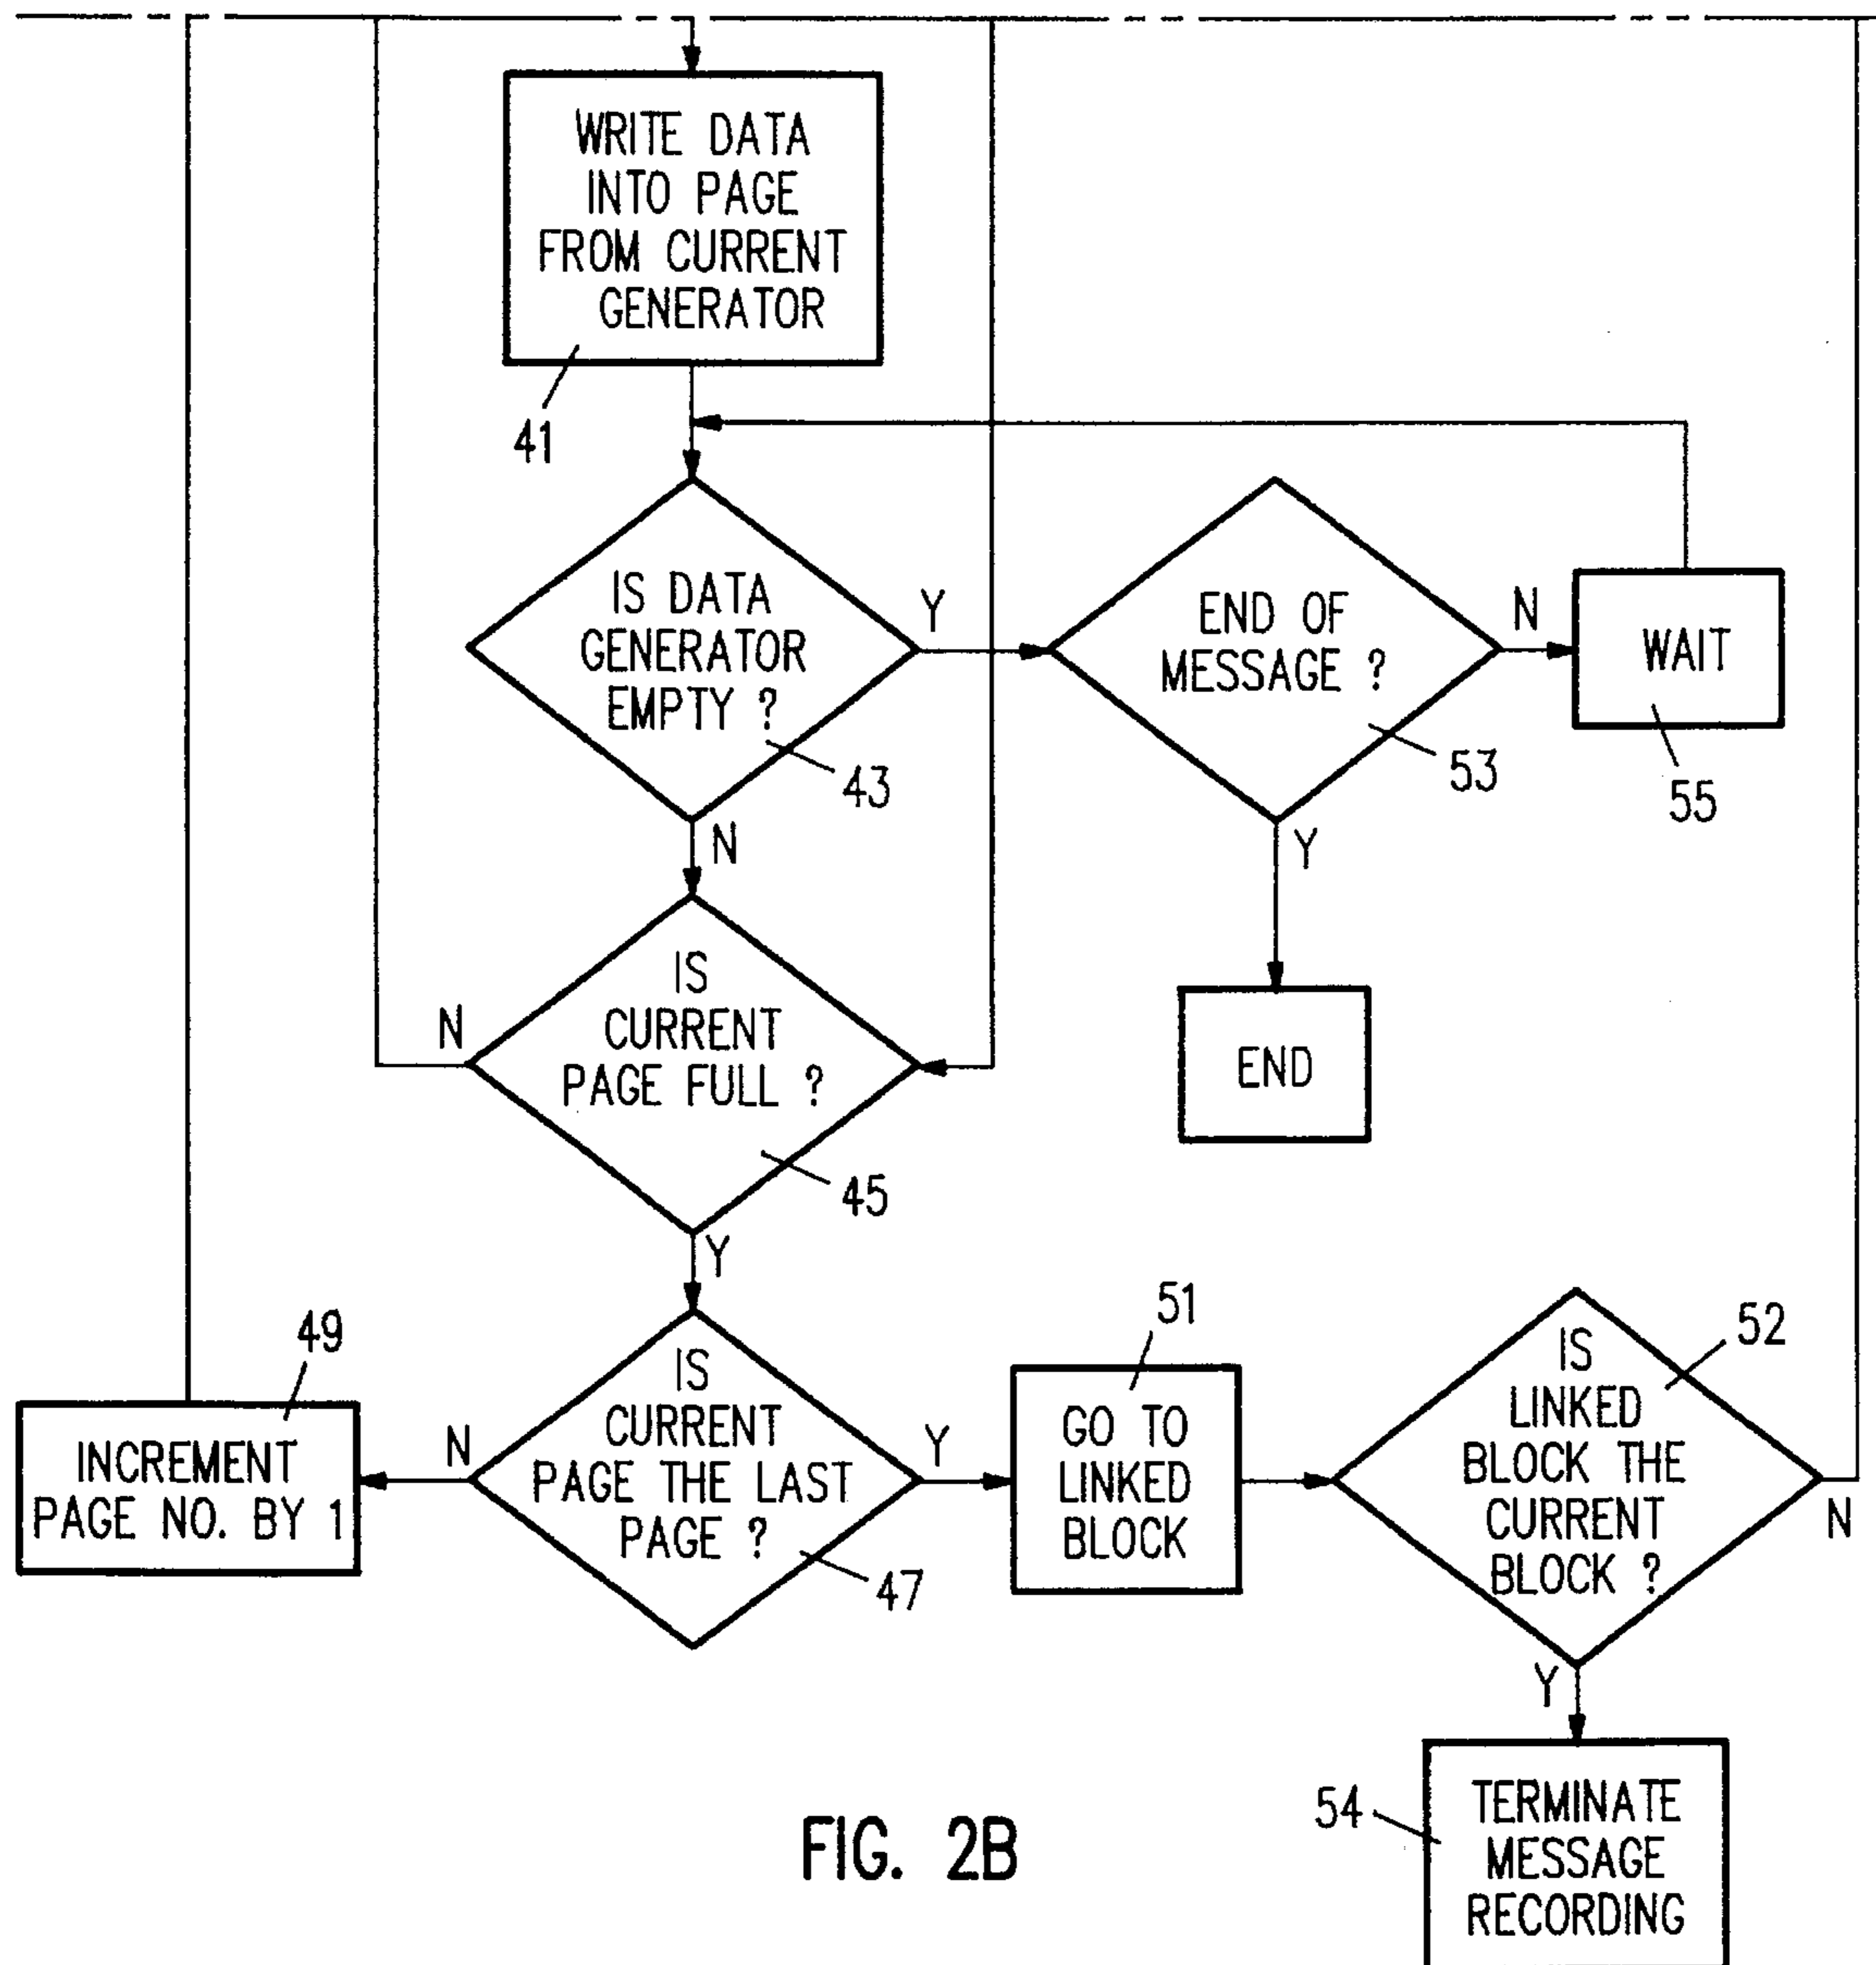 WRITE DATA
INTO PAGE
FROM CURRENT
GENERATOR
41
IS DATA
GENERATOR
EMPTY ?
43
Y
N
END OF
MESSAGE ?
53
N
Y
WAIT
55
END
IS
CURRENT
PAGE FULL ?
45
N
Y
IS
CURRENT
PAGE THE LAST
PAGE ?
47
N
Y
49
INCREMENT
PAGE NO. BY 1
51
GO TO
LINKED
BLOCK
52
IS
LINKED
BLOCK THE
CURRENT
BLOCK ?
N
Y
54
TERMINATE
MESSAGE
RECORDING
FIG. 2B